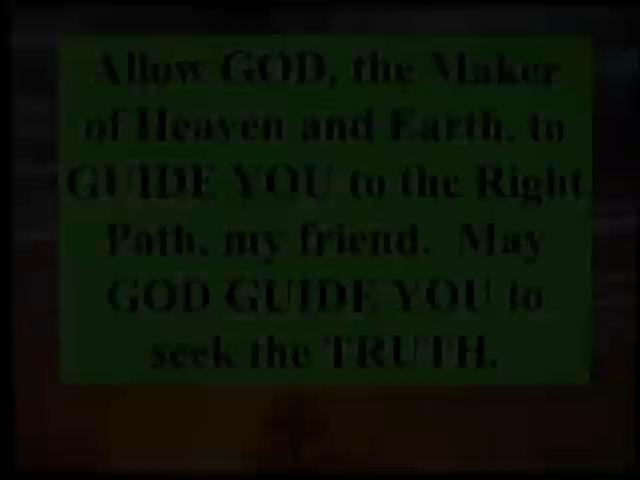 Allow GOD, the Maker
of Heaven and Earth, to
GUIDE YOU to the Right
Path, my friend. May
GOD GUIDE YOU to
seek the TRUTH.